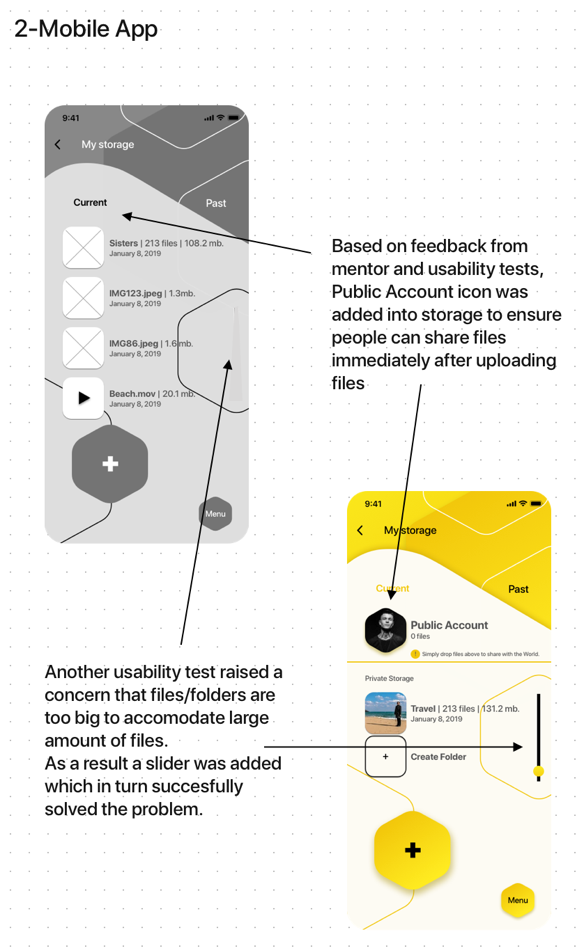 2-Mobile App
9:41
My storage
Current
Past
Sisters | 213 files | 108.2 mb.
January 8, 2019
IMG123.jpeg | 1.3mb.
January 8, 2019
IMG86.jpeg | 1.6mb.
January 8, 2019
Beach.mov | 20.1 mb.
January 8, 2019
Menu
Based on feedback from
mentor and usability tests,
Public Account icon was
added into storage to ensure
people can share files
immediately after uploading
files
Another usability test raised a
concern that files/folders are
too big to accomodate large
amount of files.
As a result a slider was added
which in turn succesfully
solved the problem.
9:41
My storage
Current
Past
Public Account
0 files
! Simply drop files above to share with the World.
Private Storage
Travel | 213 files | 131.2 mb.
January 8, 2019
+ Create Folder
Menu